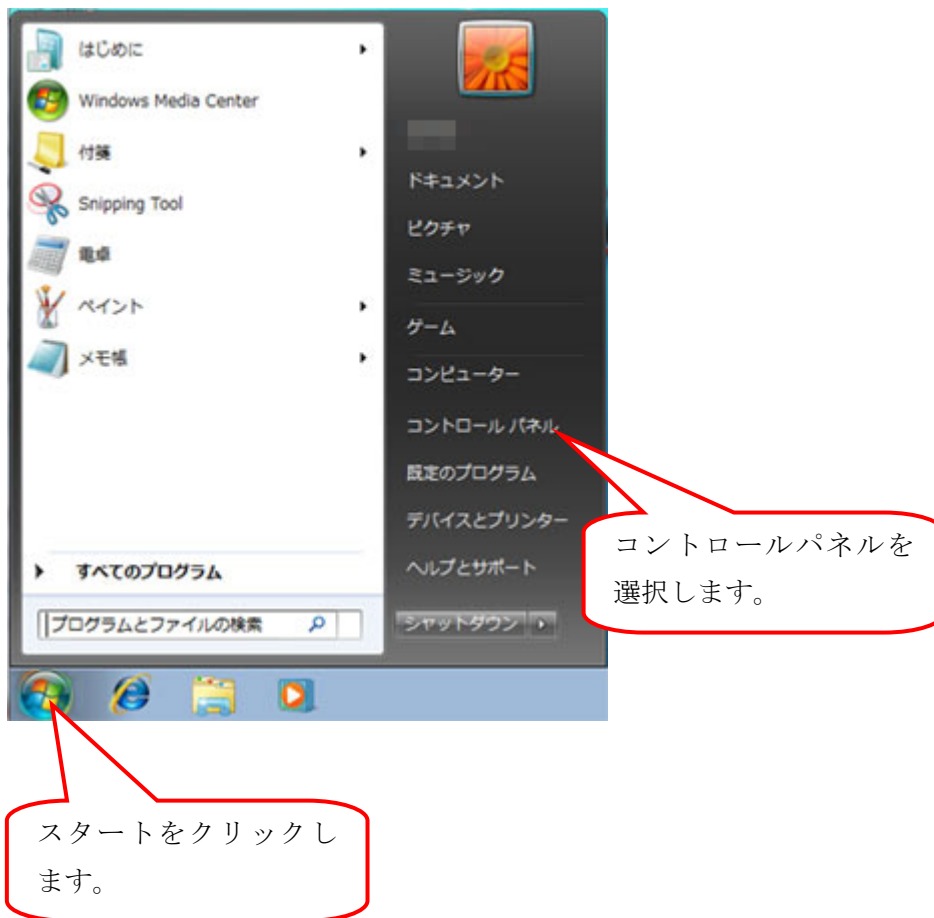 はじめに
Windows Media Center
付箋
Snipping Tool
電卓
ペイント
メモ帳
すべてのプログラム
プログラムとファイルの検索
ドキュメント
ピクチャ
ミュージック
ゲーム
コンピューター
コントロール パネル
既定のプログラム
デバイスとプリンター
ヘルプとサポート
シャットダウン
コントロールパネルを
選択します。
スタートをクリックし
ます。